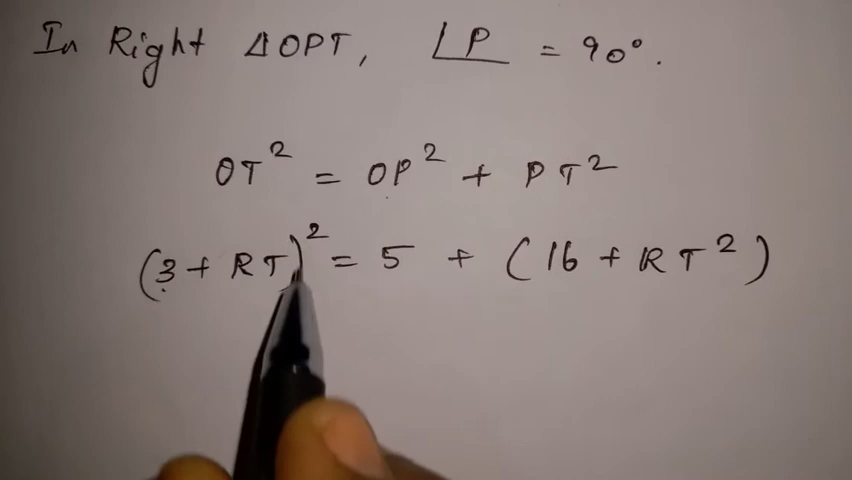 In Right ΔOPT, ∠P = 90°.
OT² = OP² + PT²
(3 + RT)² = 5 + (16 + RT²)